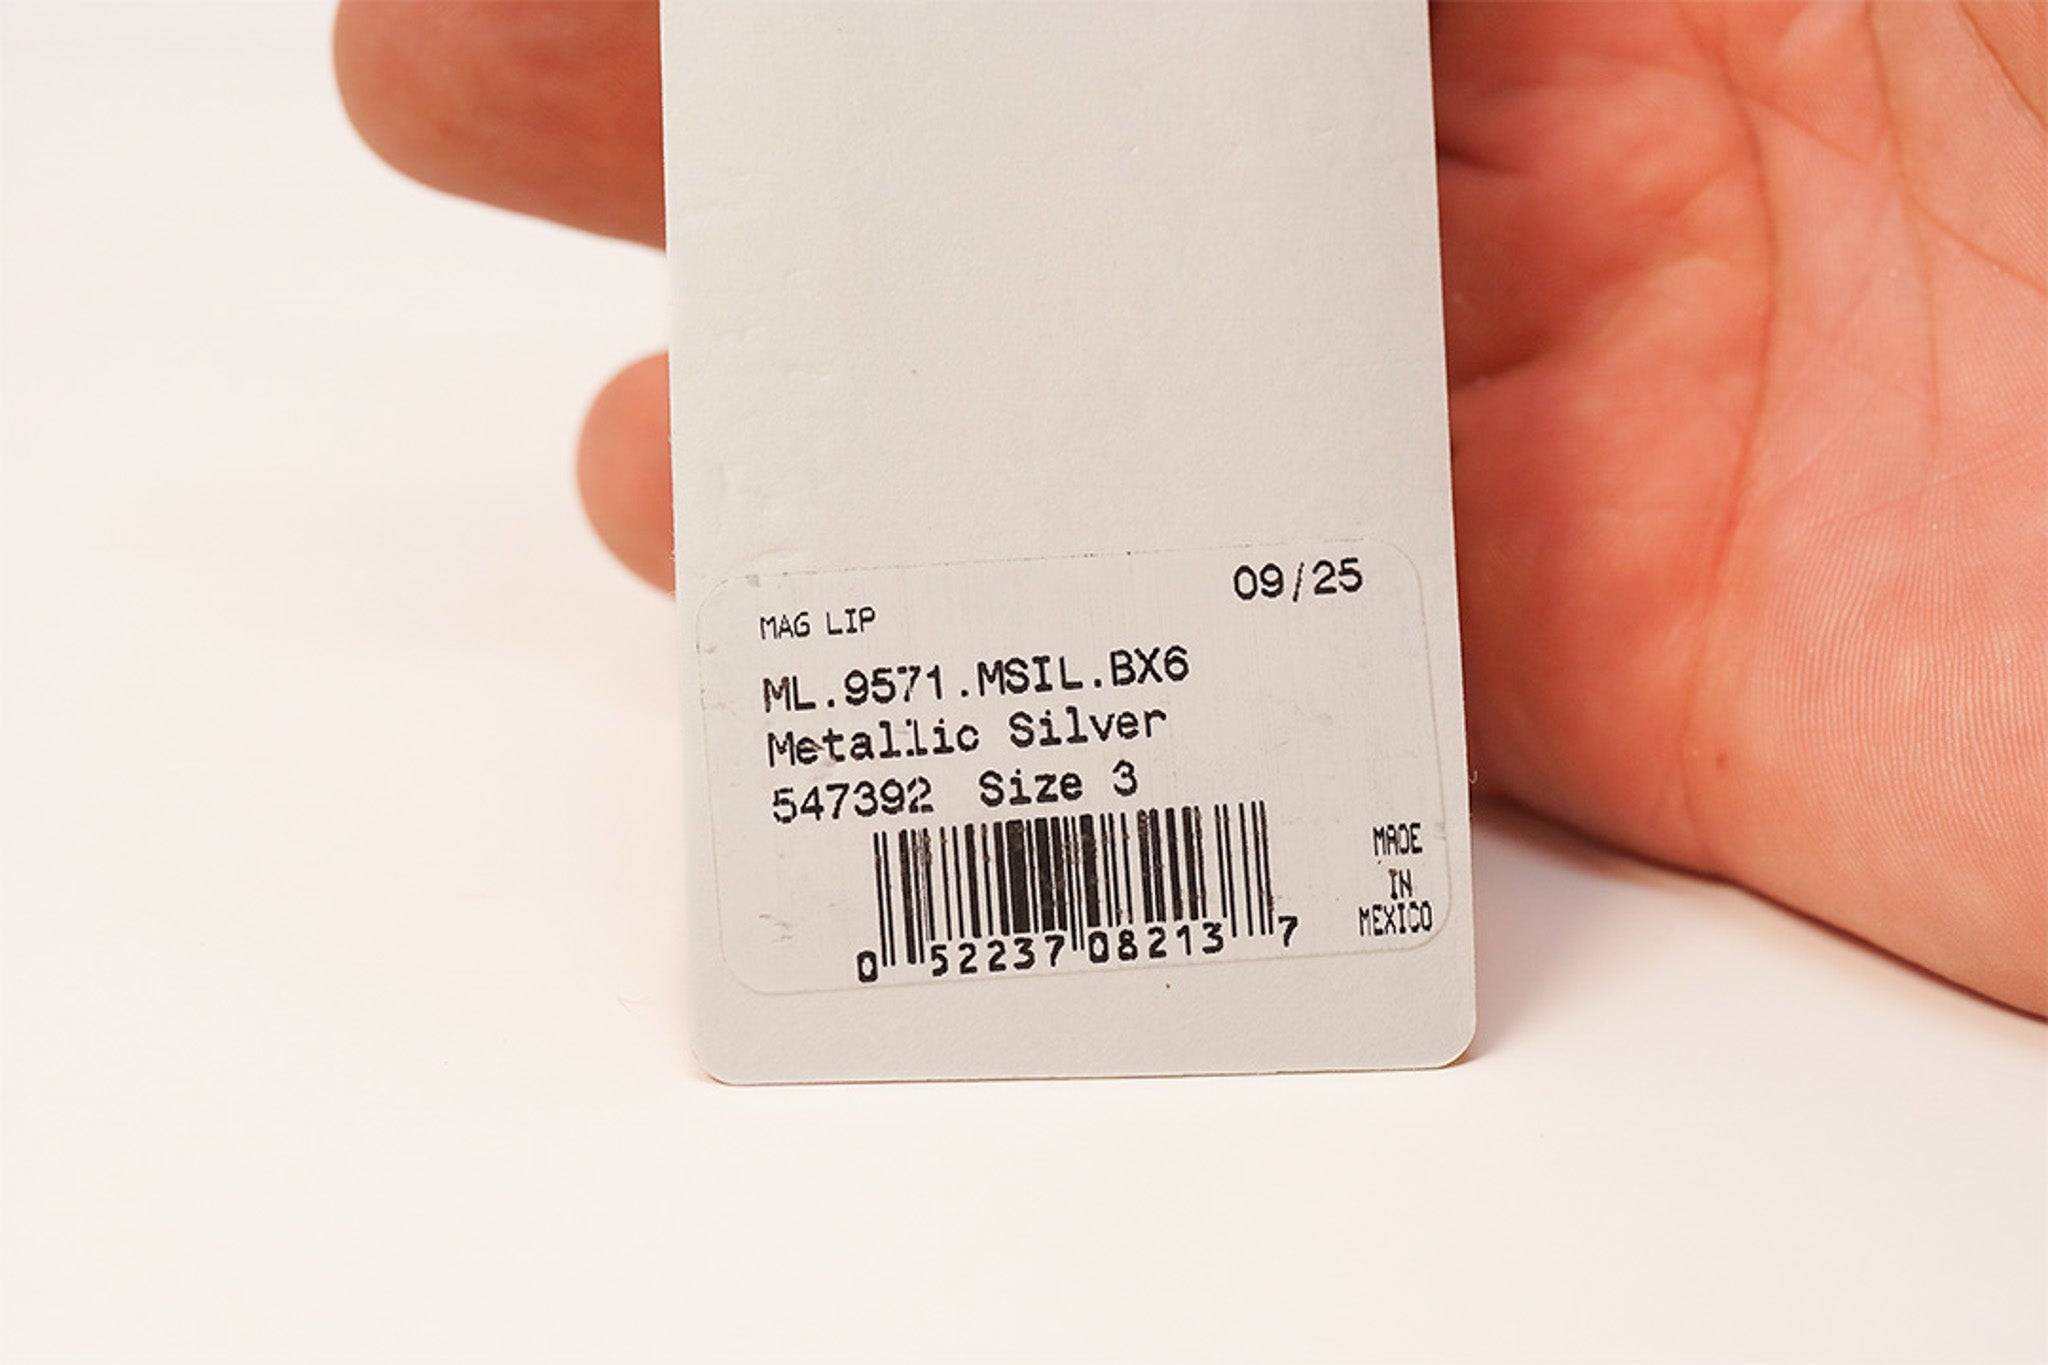 09/25
MAG LIP
ML.9571.MSIL.BX6
Metallic Silver
547392 Size 3
0 52237 08213 7
MADE
IN
MEXICO